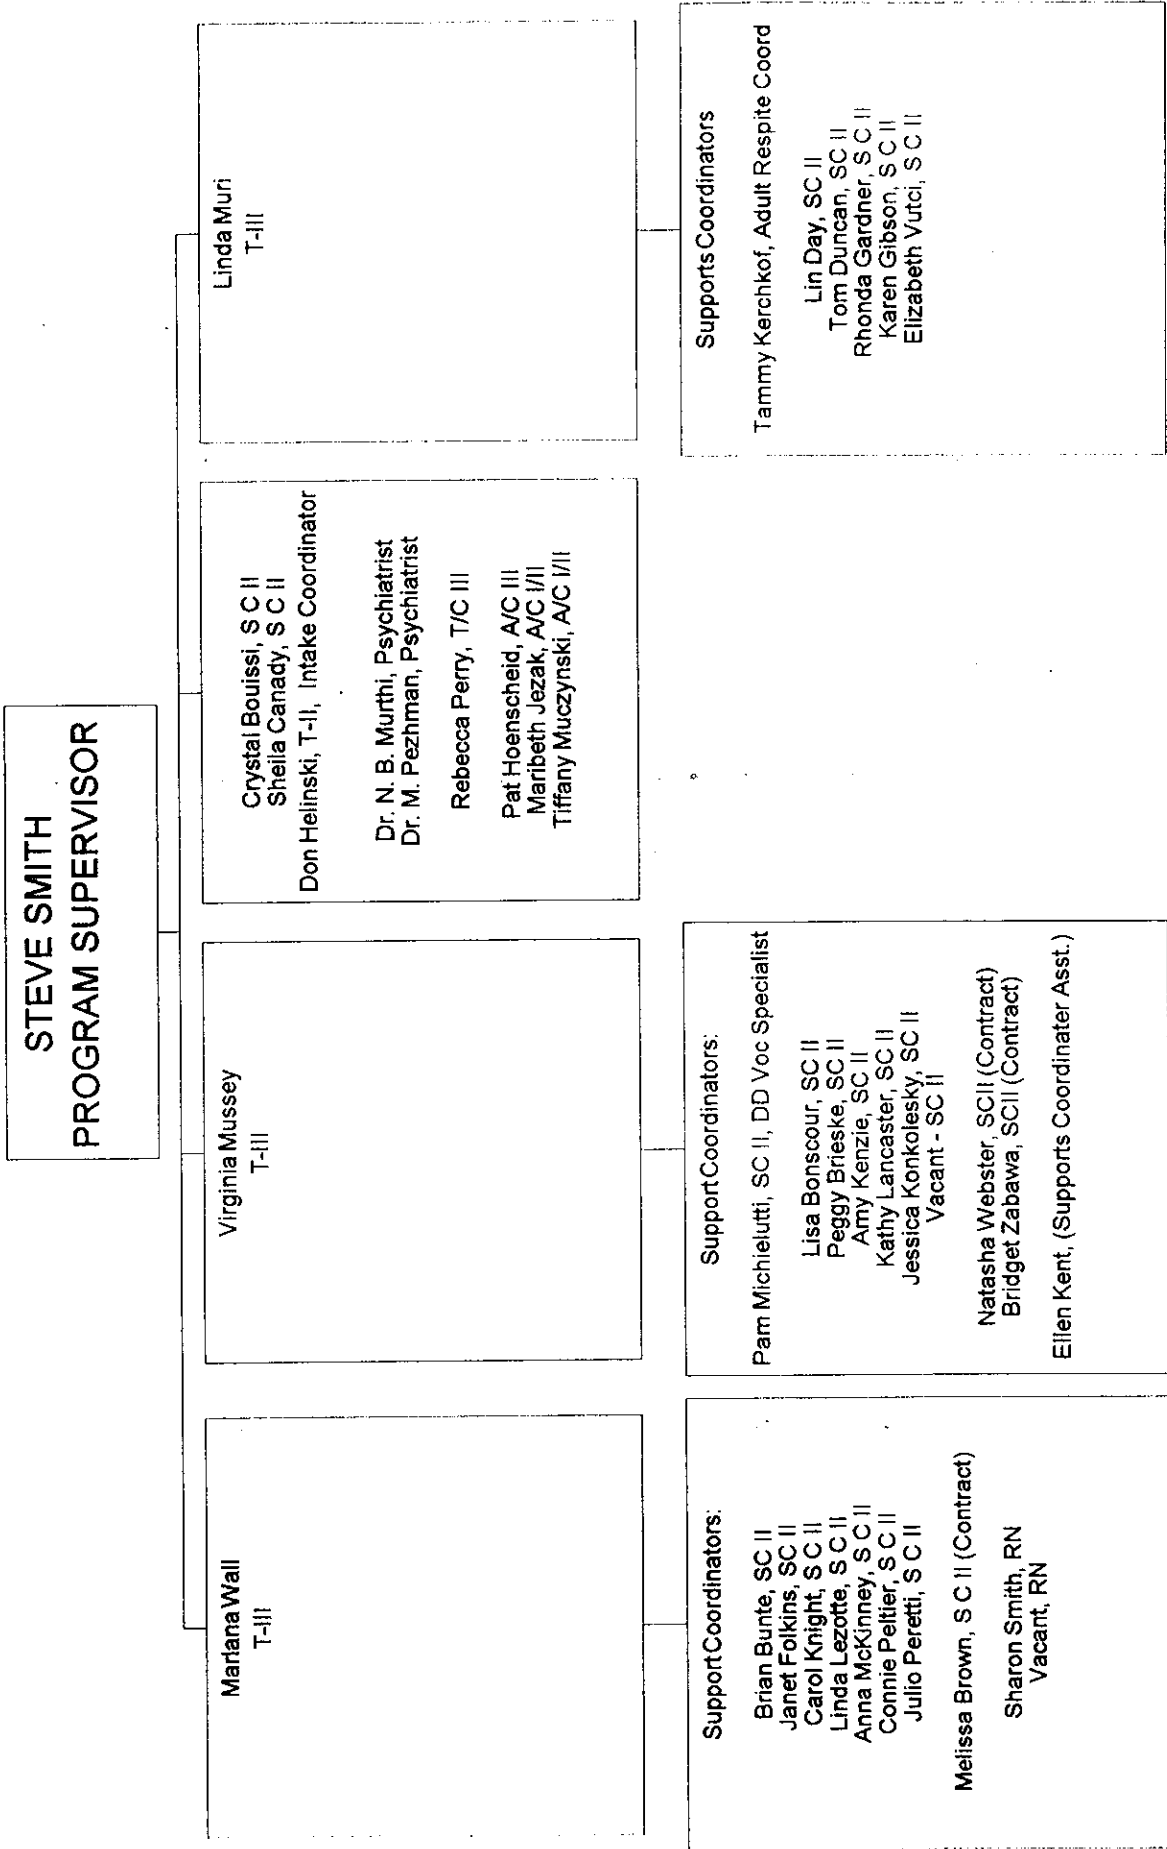 STEVE SMITH
PROGRAM SUPERVISOR
Mariana Wall
T-III
Virginia Mussey
T-III
Crystal Bouissi, S C II
Sheila Canady, S C II
Don Helinski, T-II, Intake Coordinator
Dr. N. B. Murthi, Psychiatrist
Dr. M. Pezhman, Psychiatrist
Rebecca Perry, T/C III
Pat Hoenscheid, A/C III
Maribeth Jezak, A/C I/II
Tiffany Muczynski, A/C I/II
Linda Muri
T-III
Support Coordinators:
Brian Bunte, SC II
Janet Folkins, SC II
Carol Knight, S C II
Linda Lezotte, S C II
Anna McKinney, S C II
Connie Peltier, S C II
Julio Peretti, S C II
Melissa Brown, S C II (Contract)
Sharon Smith, RN
Vacant, RN
Support Coordinators:
Pam Michielutti, SC II, DD Voc Specialist
Lisa Bonscour, SC II
Peggy Brieske, SC II
Amy Kenzie, SC II
Kathy Lancaster, SC II
Jessica Konkolesky, SC II
Vacant - SC II
Natasha Webster, SCII (Contract)
Bridget Zabawa, SCII (Contract)
Ellen Kent, (Supports Coordinater Asst.)
Supports Coordinators
Tammy Kerchkof, Adult Respite Coord
Lin Day, SC II
Tom Duncan, SC II
Rhonda Gardner, S C II
Karen Gibson, S C II
Elizabeth Vutci, S C II